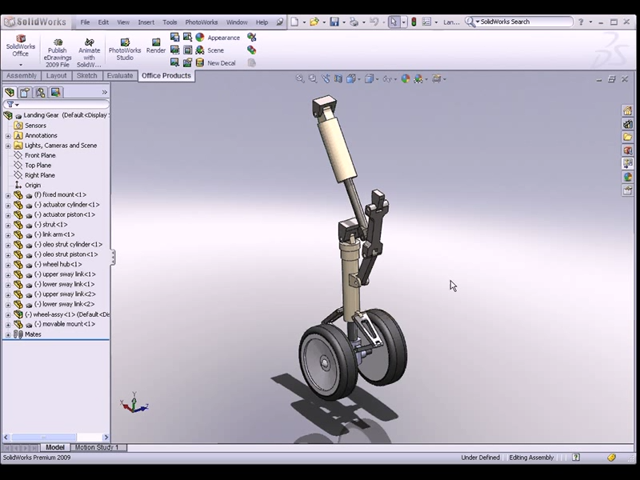 SolidWorks File Edit View Insert Tools PhotoWorks Window Help Lan... SolidWorks Search
SolidWorks Office
Publish eDrawings 2009 File
Animate with SolidW...
PhotoWorks Studio
Render
Appearance
Scene
New Decal
Assembly Layout Sketch Evaluate Office Products
Landing Gear (Default<Display
Sensors
Annotations
Lights, Cameras and Scene
Front Plane
Top Plane
Right Plane
Origin
(f) fixed mount<1>
(-) actuator cylinder<1>
(-) actuator piston<1>
(-) strut<1>
(-) link arm<1>
(-) oleo strut cylinder<1>
(-) oleo strut piston<1>
(-) wheel hub<1>
(-) upper sway link<1>
(-) lower sway link<1>
(-) upper sway link<2>
(-) lower sway link<2>
(-) wheel-assy<1> (Default<Di
(-) movable mount<1>
Mates
Model Motion Study 1
SolidWorks Premium 2009 Under Defined Editing Assembly